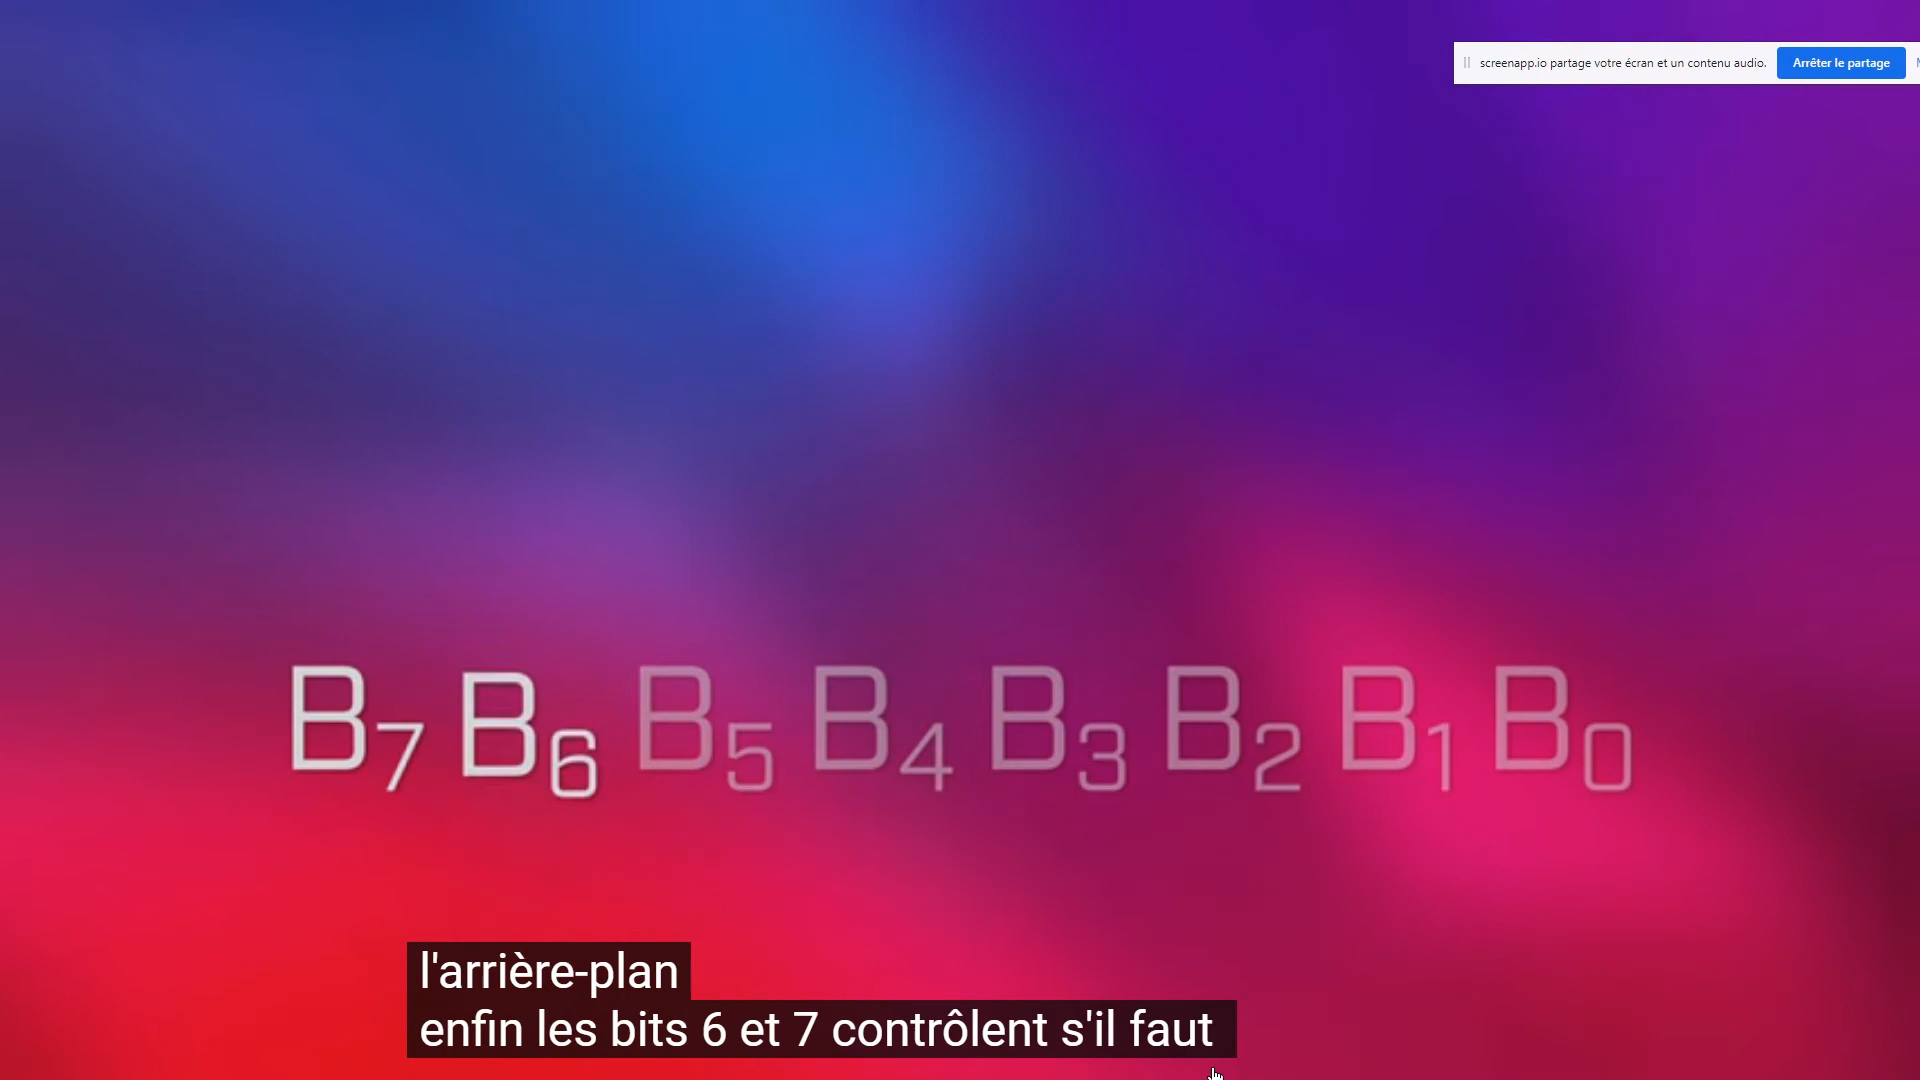 screenapp.io partage votre écran et un contenu audio.
Arrêter le partage
B7 B6 B5 B4 B3 B2 B1 B0
l'arrière-plan
enfin les bits 6 et 7 contrôlent s'il faut